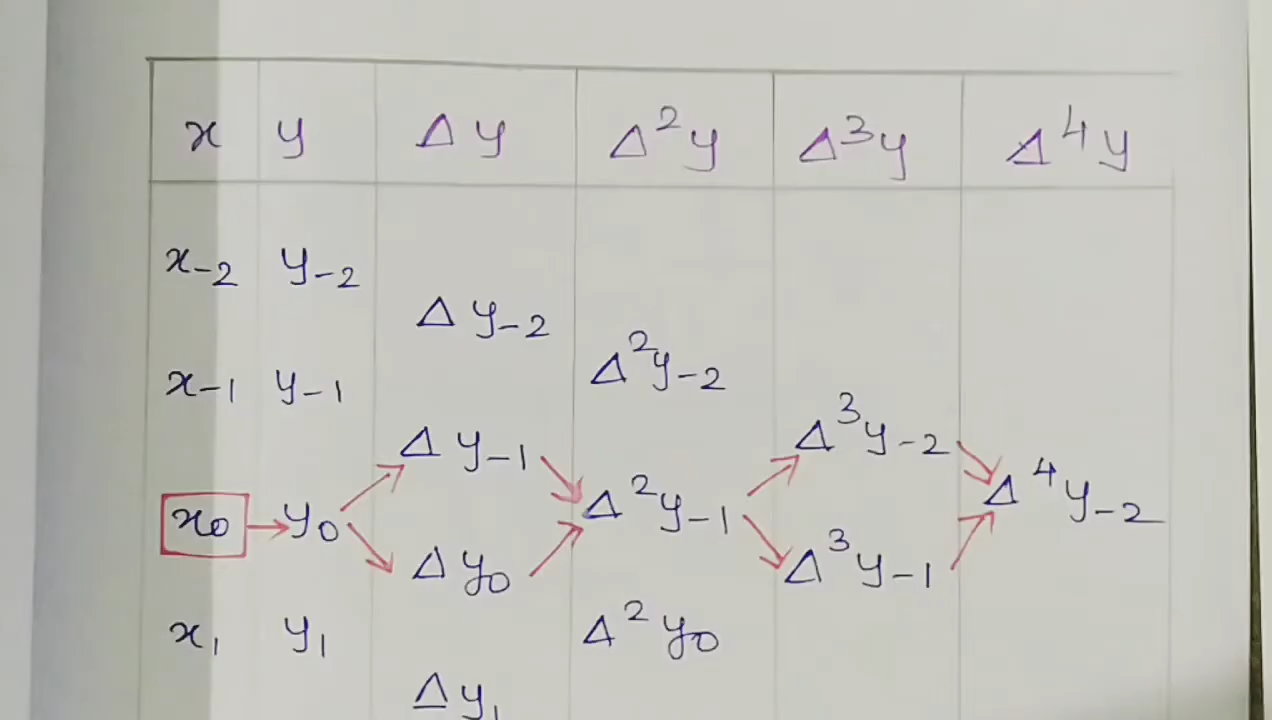 x y Δy Δ²y Δ³y Δ⁴y
x₋₂ y₋₂
Δy₋₂
Δ²y₋₂
x₋₁ y₋₁
Δy₋₁ Δ³y₋₂
x₀ → y₀ Δ²y₋₁ Δ⁴y₋₂
Δy₀ Δ³y₋₁
x₁ y₁ Δ²y₀
Δy₁